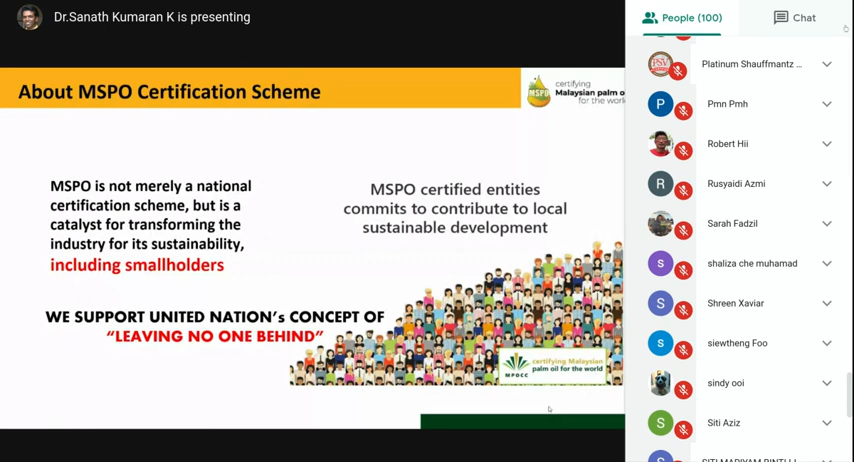 Dr.Sanath Kumaran K is presenting
People (100)
Chat
About MSPO Certification Scheme
MSPO
certifying
Malaysian palm o
for the world
MSPO is not merely a national
certification scheme, but is a
catalyst for transforming the
industry for its sustainability,
including smallholders
MSPO certified entities
commits to contribute to local
sustainable development
WE SUPPORT UNITED NATION's CONCEPT OF
"LEAVING NO ONE BEHIND"
MPOCC
certifying Malaysian
palm oil for the world
PSV
Platinum Shauffmantz ...
P
Pmn Pmh
Robert Hii
R
Rusyaidi Azmi
Sarah Fadzil
s
shaliza che muhamad
S
Shreen Xaviar
s
siewtheng Foo
sindy ooi
S
Siti Aziz